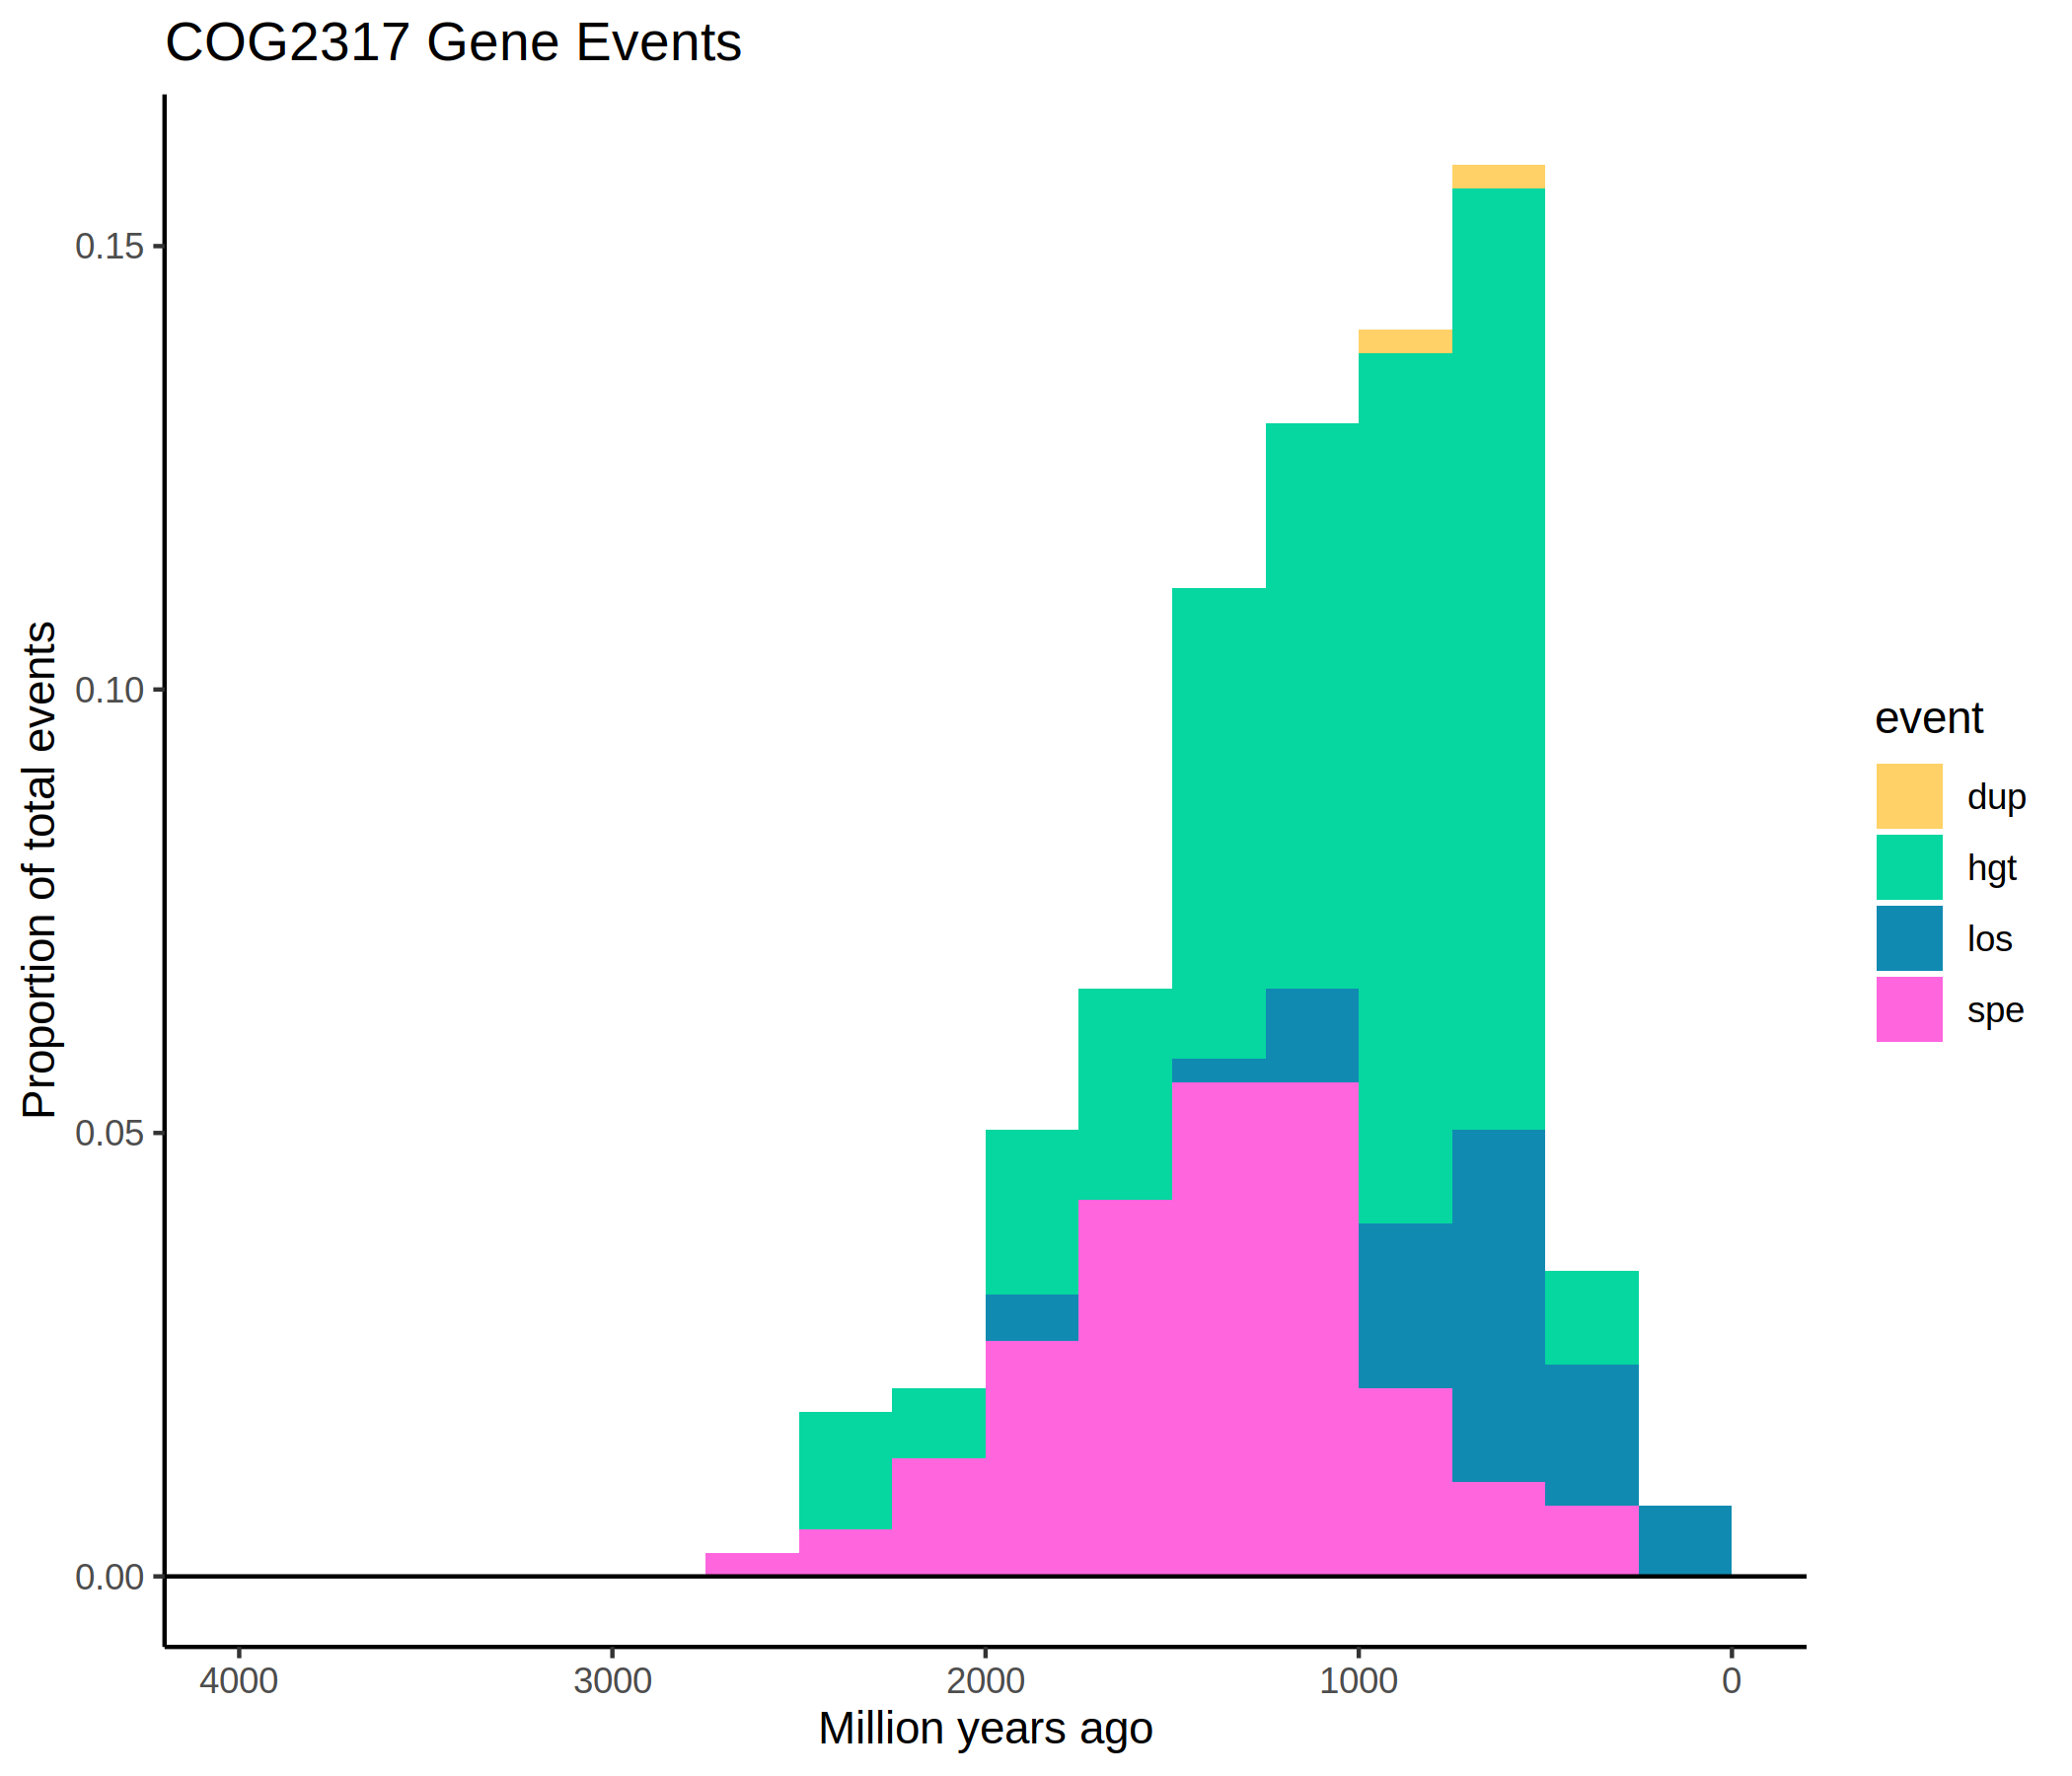 COG2317 Gene Events
Proportion of total events
0.15
0.10
0.05
0.00
4000 3000 2000 1000 0
Million years ago
event
dup
hgt
los
spe